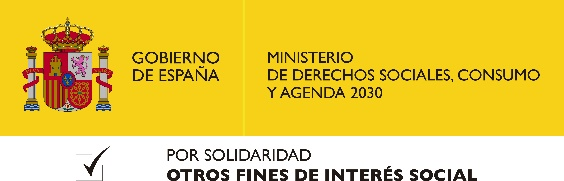 GOBIERNO
DE ESPAÑA
MINISTERIO
DE DERECHOS SOCIALES, CONSUMO
Y AGENDA 2030
POR SOLIDARIDAD
OTROS FINES DE INTERÉS SOCIAL